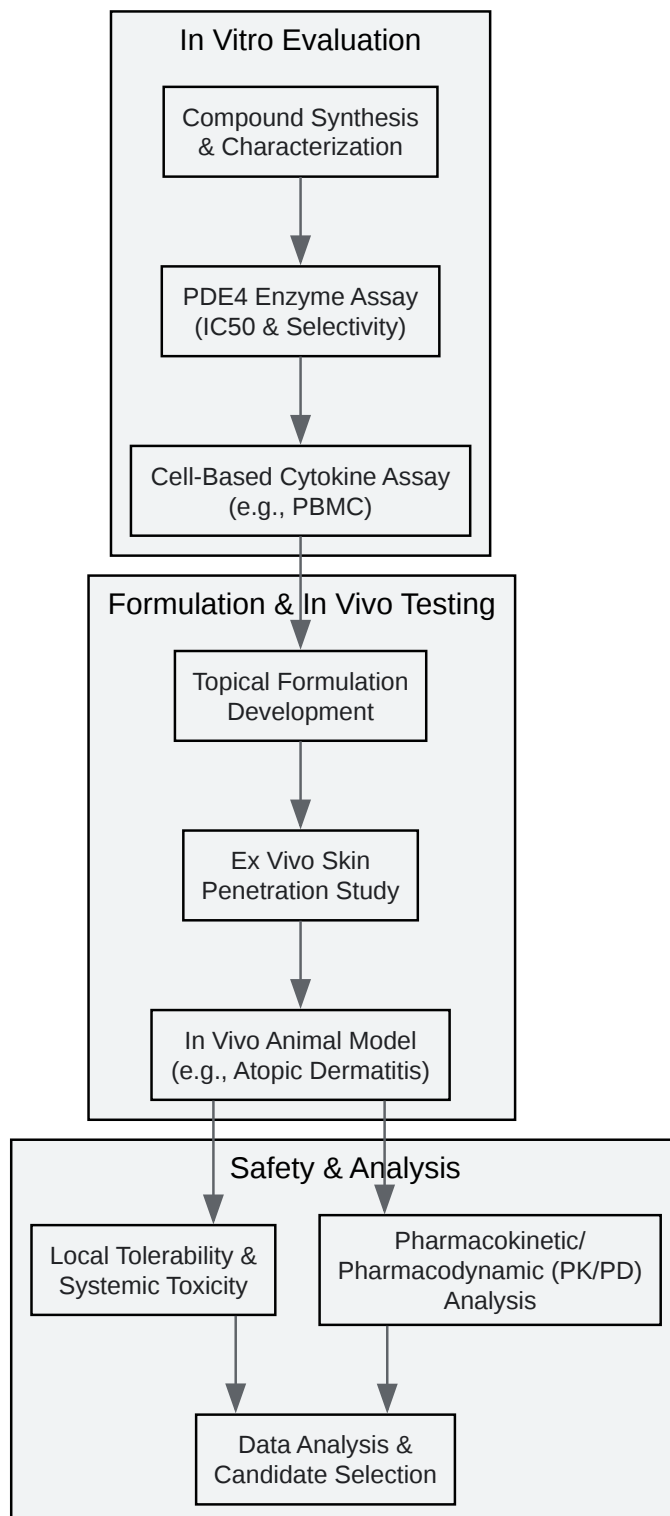 In Vitro Evaluation
Compound Synthesis
& Characterization
PDE4 Enzyme Assay
(IC50 & Selectivity)
Cell-Based Cytokine Assay
(e.g., PBMC)
Formulation & In Vivo Testing
Topical Formulation
Development
Ex Vivo Skin
Penetration Study
In Vivo Animal Model
(e.g., Atopic Dermatitis)
Safety & Analysis
Local Tolerability &
Systemic Toxicity
Pharmacokinetic/
Pharmacodynamic (PK/PD)
Analysis
Data Analysis &
Candidate Selection